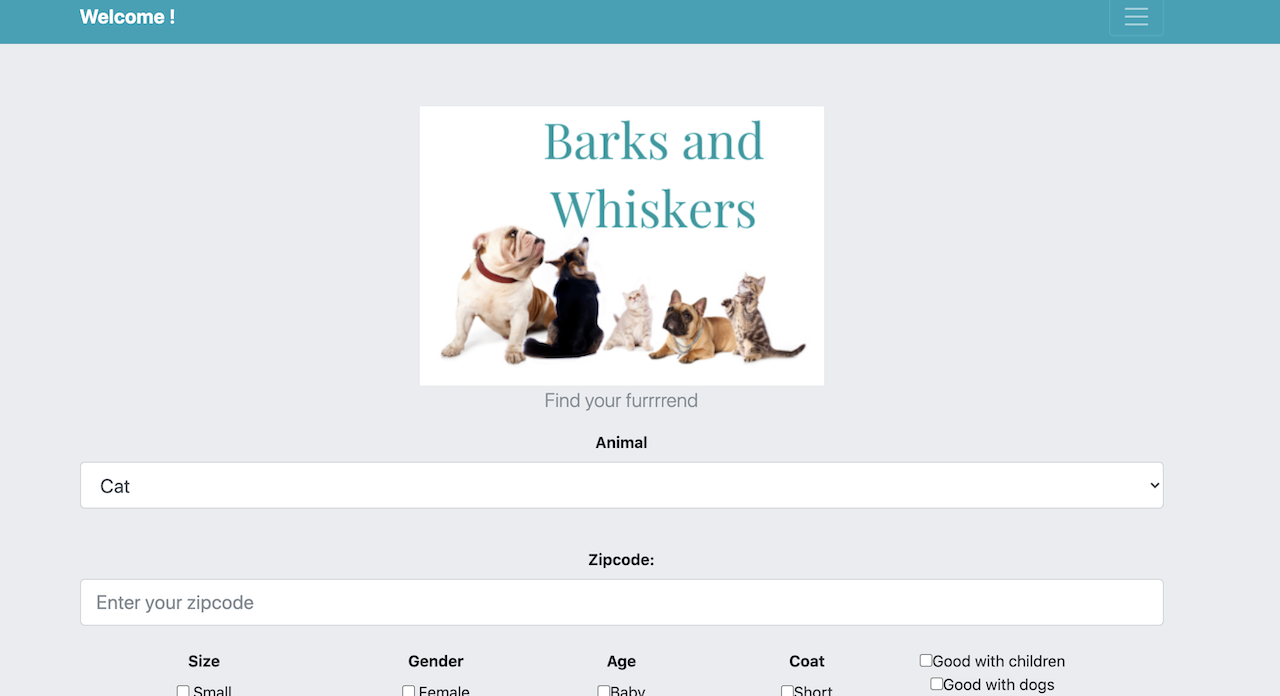 Welcome !
Barks and
Whiskers
Find your furrrrend
Animal
Cat
Zipcode:
Enter your zipcode
Size Gender Age Coat Good with children
Small Female Baby Short Good with dogs